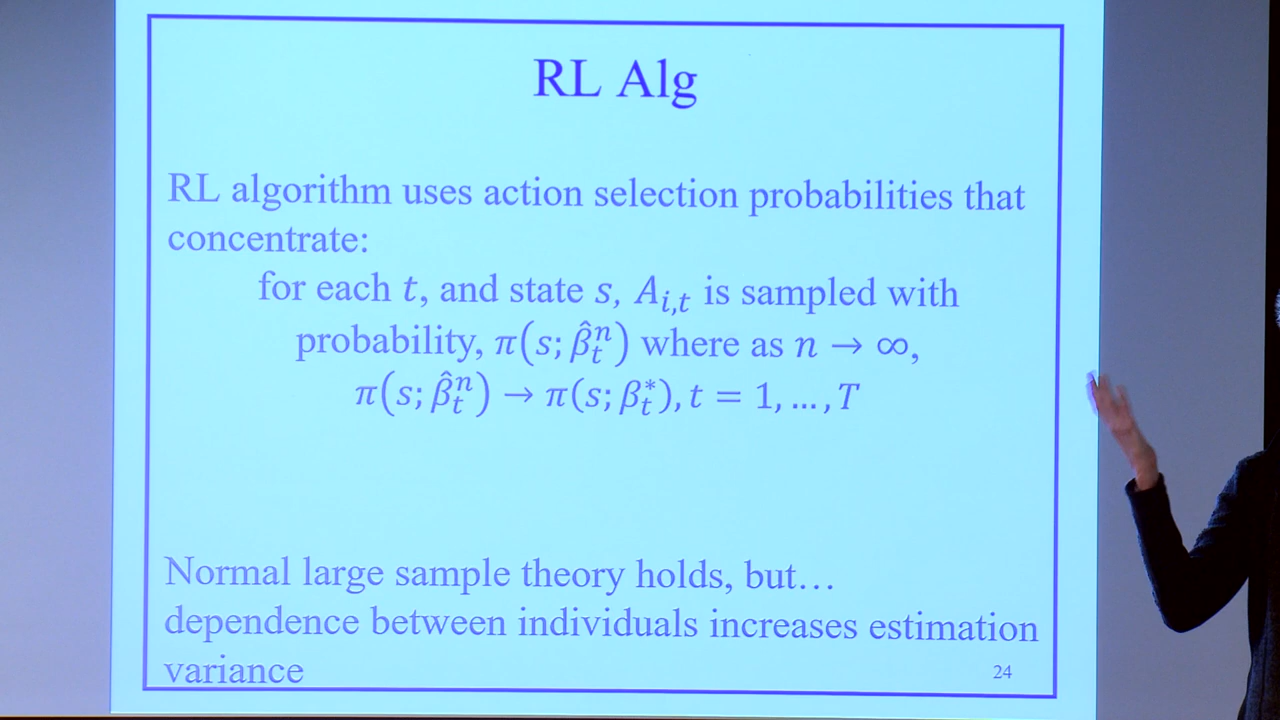 RL Alg
RL algorithm uses action selection probabilities that
concentrate:
for each t, and state s, A_{i,t} is sampled with
probability, π(s; β̂_t^n) where as n → ∞,
π(s; β̂_t^n) → π(s; β_t^*), t = 1, …, T
Normal large sample theory holds, but…
dependence between individuals increases estimation
variance
24